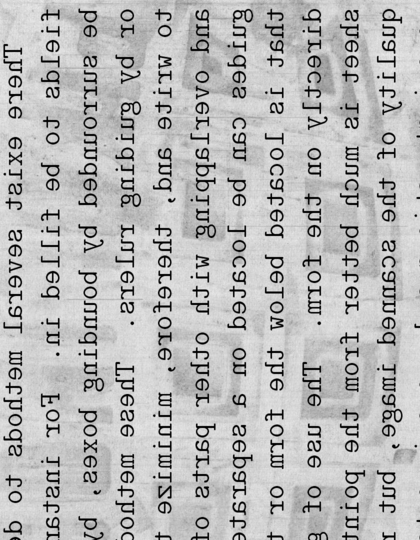 There exist several methods to de
fields to be filled in. For instan
be surrounded by bounding boxes, by
or by guiding rulers. These method
to write and, therefore, minimize t
and overlapping with other parts of
guides can be located on a separate
that is located below the form or t
directly on the form. The use of g
sheet is much better from the point
quality of the scanned image, but r